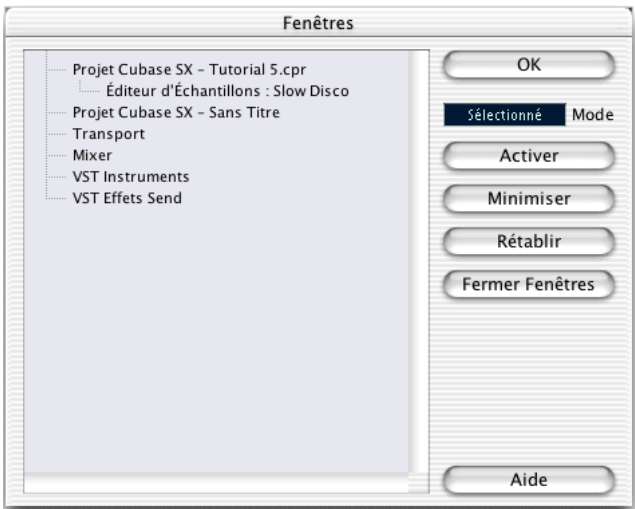 Fenêtres
Projet Cubase SX – Tutorial 5.cpr
Éditeur d'Échantillons : Slow Disco
Projet Cubase SX – Sans Titre
Transport
Mixer
VST Instruments
VST Effets Send
OK
Sélectionné Mode
Activer
Minimiser
Rétablir
Fermer Fenêtres
Aide